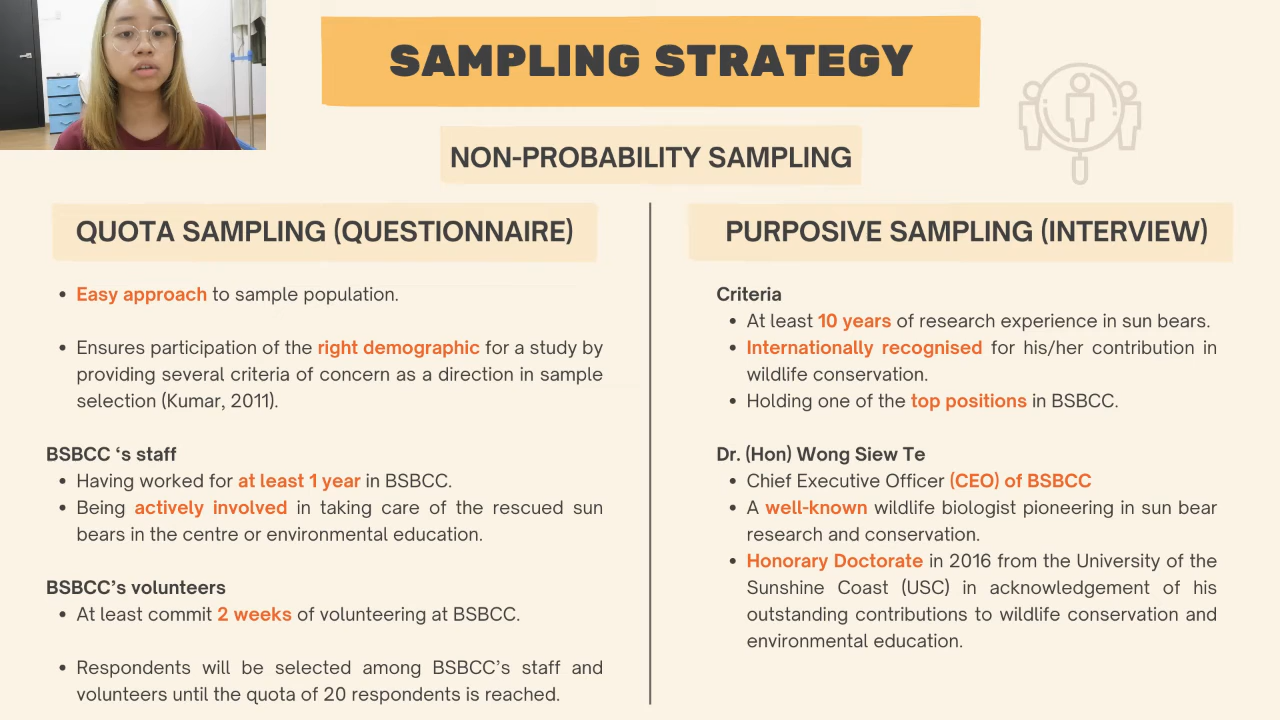 SAMPLING STRATEGY
NON-PROBABILITY SAMPLING
QUOTA SAMPLING (QUESTIONNAIRE)
• Easy approach to sample population.
• Ensures participation of the right demographic for a study by
providing several criteria of concern as a direction in sample
selection (Kumar, 2011).
BSBCC ‘s staff
• Having worked for at least 1 year in BSBCC.
• Being actively involved in taking care of the rescued sun
bears in the centre or environmental education.
BSBCC’s volunteers
• At least commit 2 weeks of volunteering at BSBCC.
• Respondents will be selected among BSBCC’s staff and
volunteers until the quota of 20 respondents is reached.
PURPOSIVE SAMPLING (INTERVIEW)
Criteria
• At least 10 years of research experience in sun bears.
• Internationally recognised for his/her contribution in
wildlife conservation.
• Holding one of the top positions in BSBCC.
Dr. (Hon) Wong Siew Te
• Chief Executive Officer (CEO) of BSBCC
• A well-known wildlife biologist pioneering in sun bear
research and conservation.
• Honorary Doctorate in 2016 from the University of the
Sunshine Coast (USC) in acknowledgement of his
outstanding contributions to wildlife conservation and
environmental education.